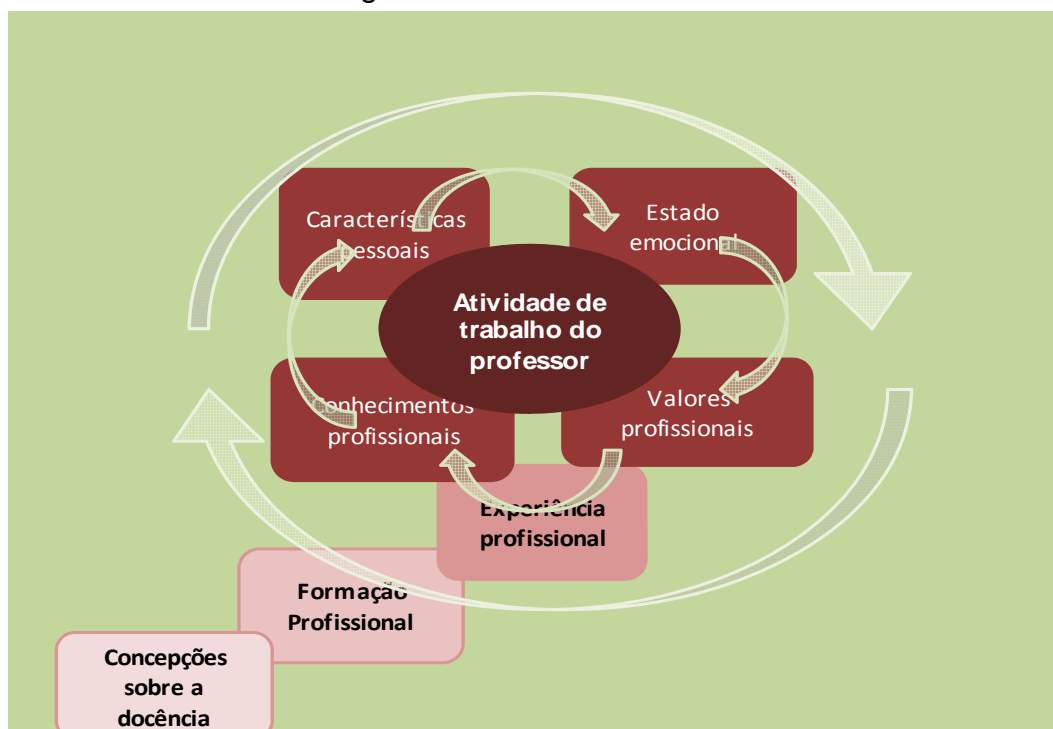 Características
pessoais
Estado
emocional
Atividade de
trabalho do
professor
Conhecimentos
profissionais
Valores
profissionais
Experiência
profissional
Formação
Profissional
Concepções
sobre a
docência